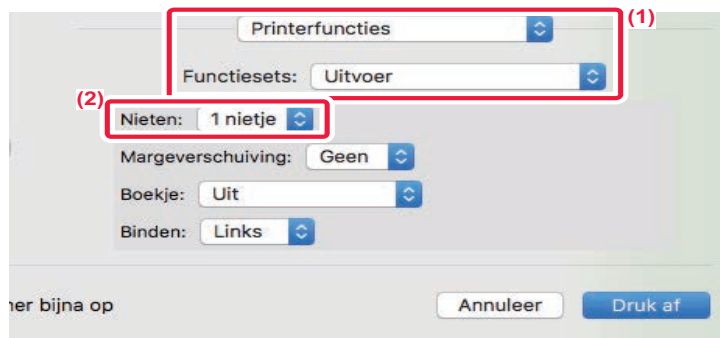 (1)
Printerfuncties
Functiesets: Uitvoer
(2)
Nieten: 1 nietje
Margeverschuiving: Geen
Boekje: Uit
Binden: Links
bijna op
Annuleer Druk af